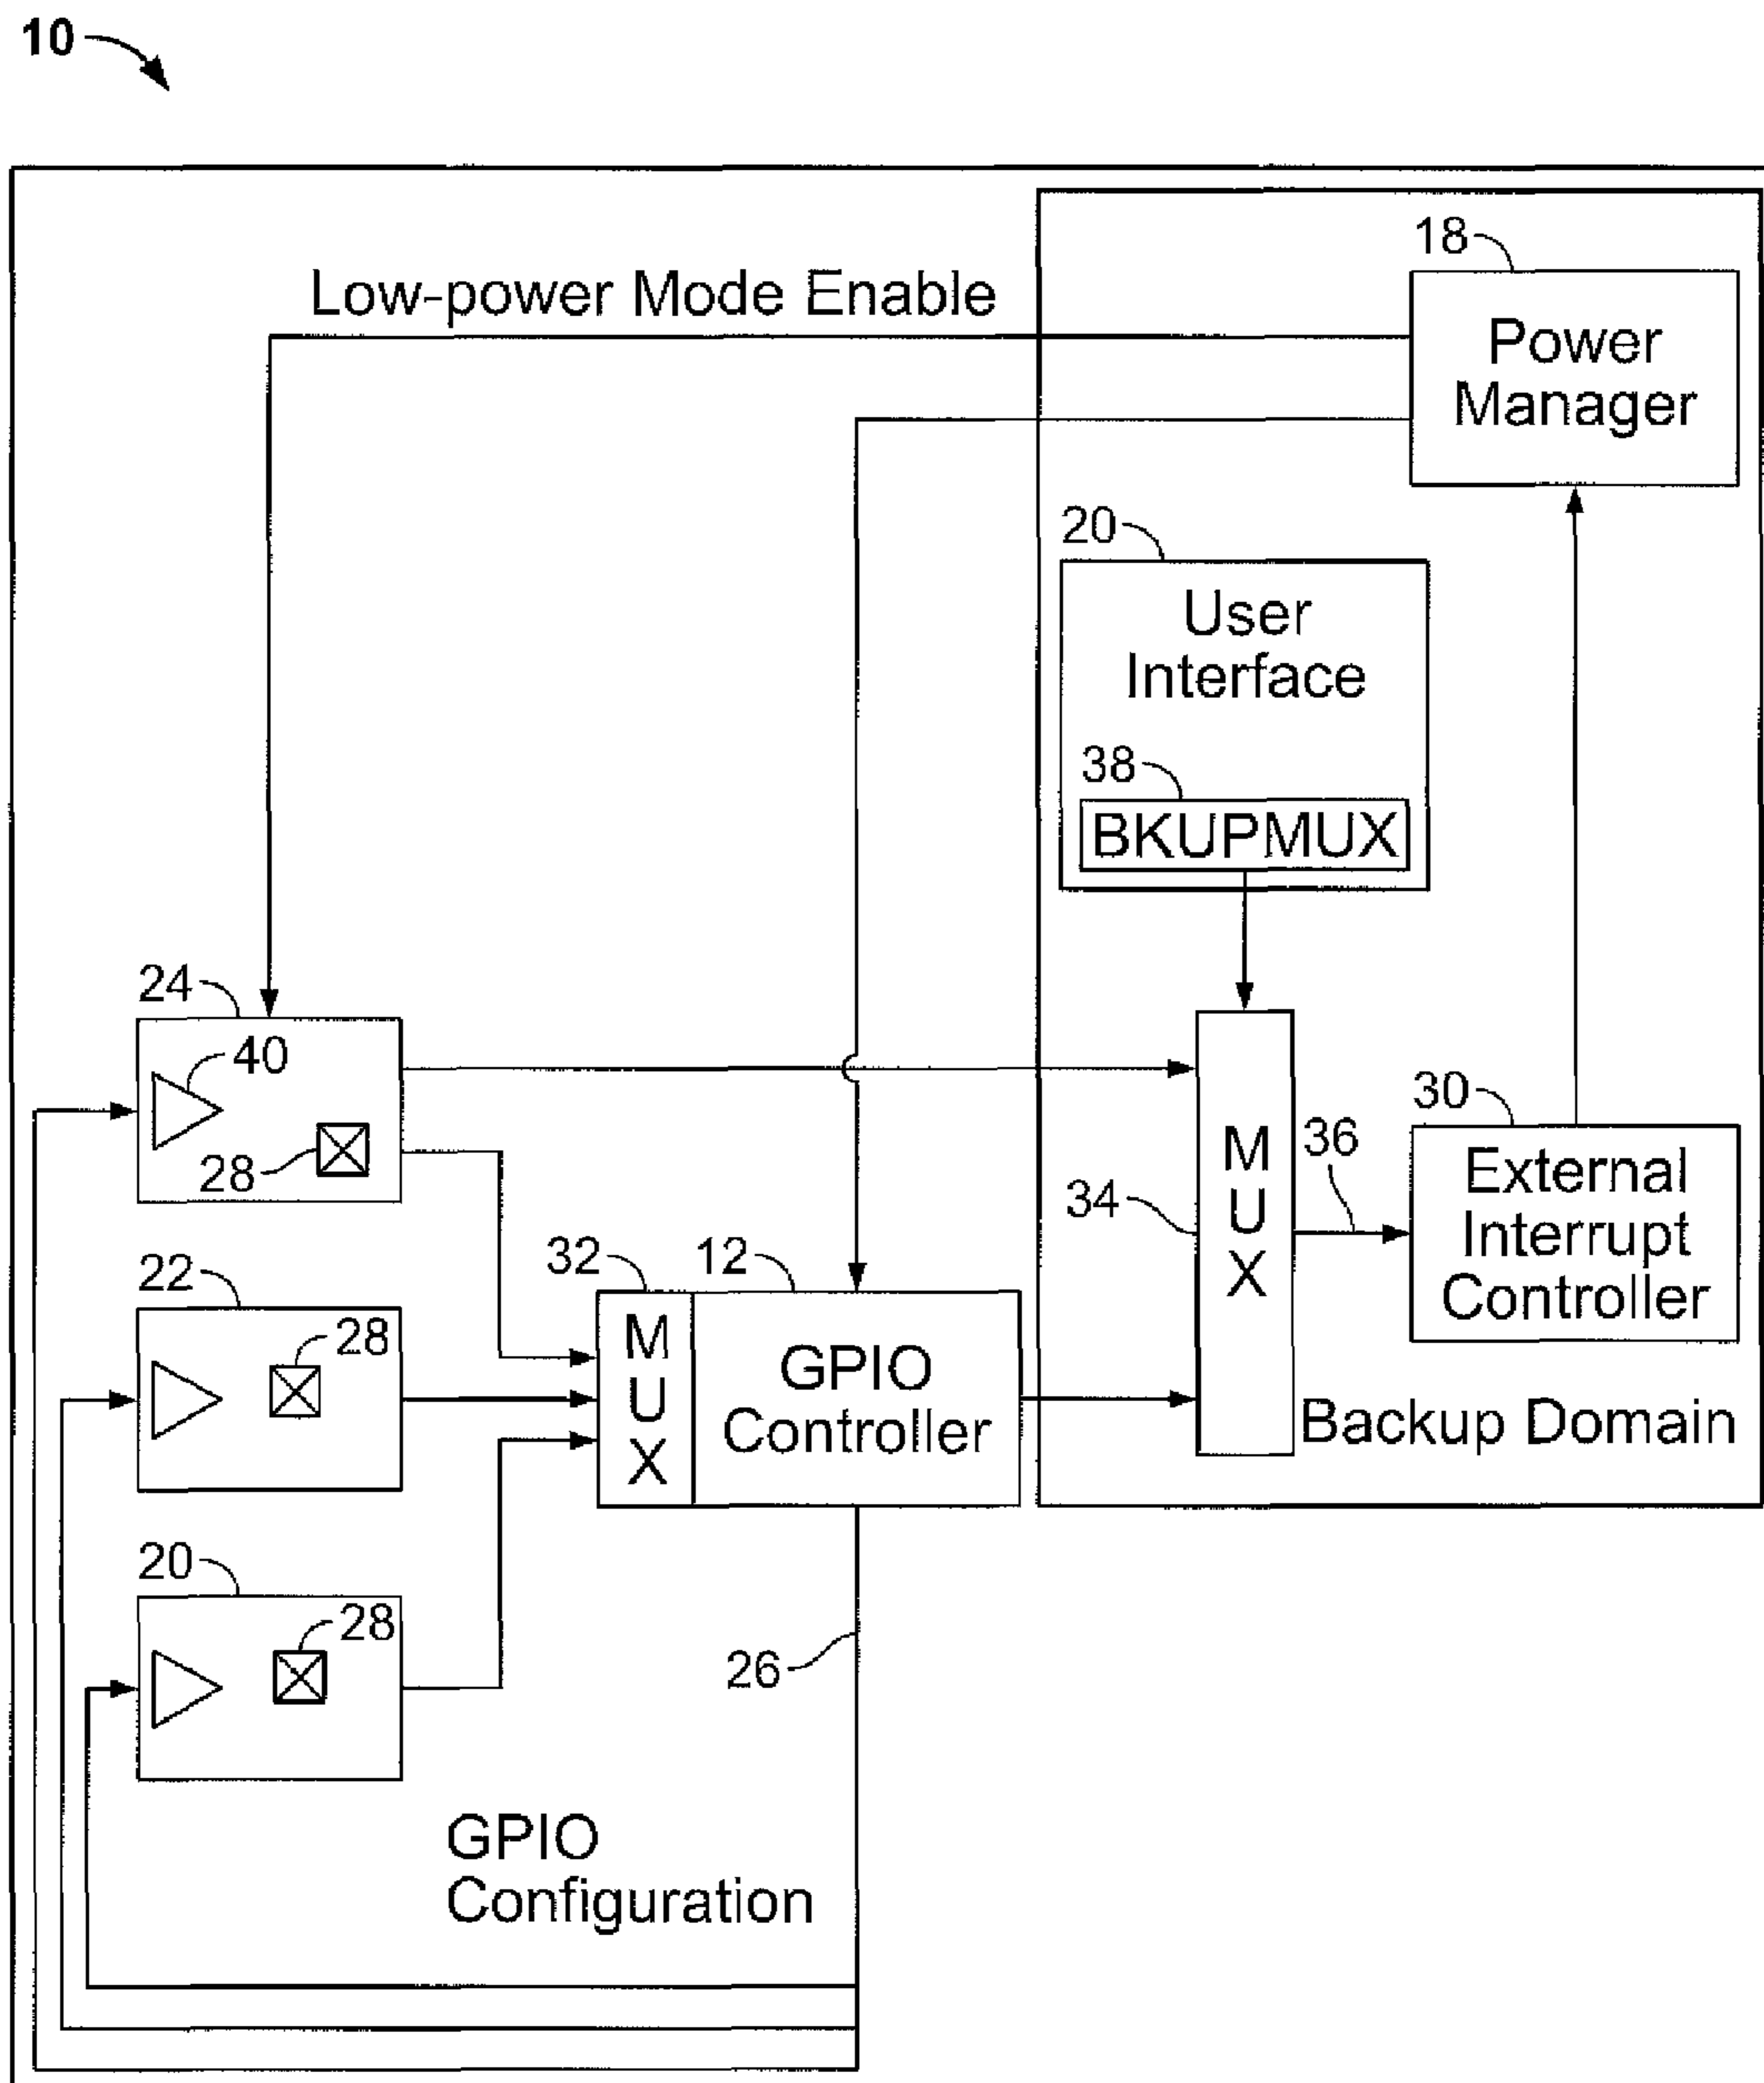 10
18
Low-power Mode Enable
Power
Manager
20
User
Interface
38
BKUPMUX
24
40
28
30
36
34
M
U
X
External
Interrupt
Controller
22
28
32
12
M
U
X
GPIO
Controller
Backup Domain
20
28
26
GPIO
Configuration